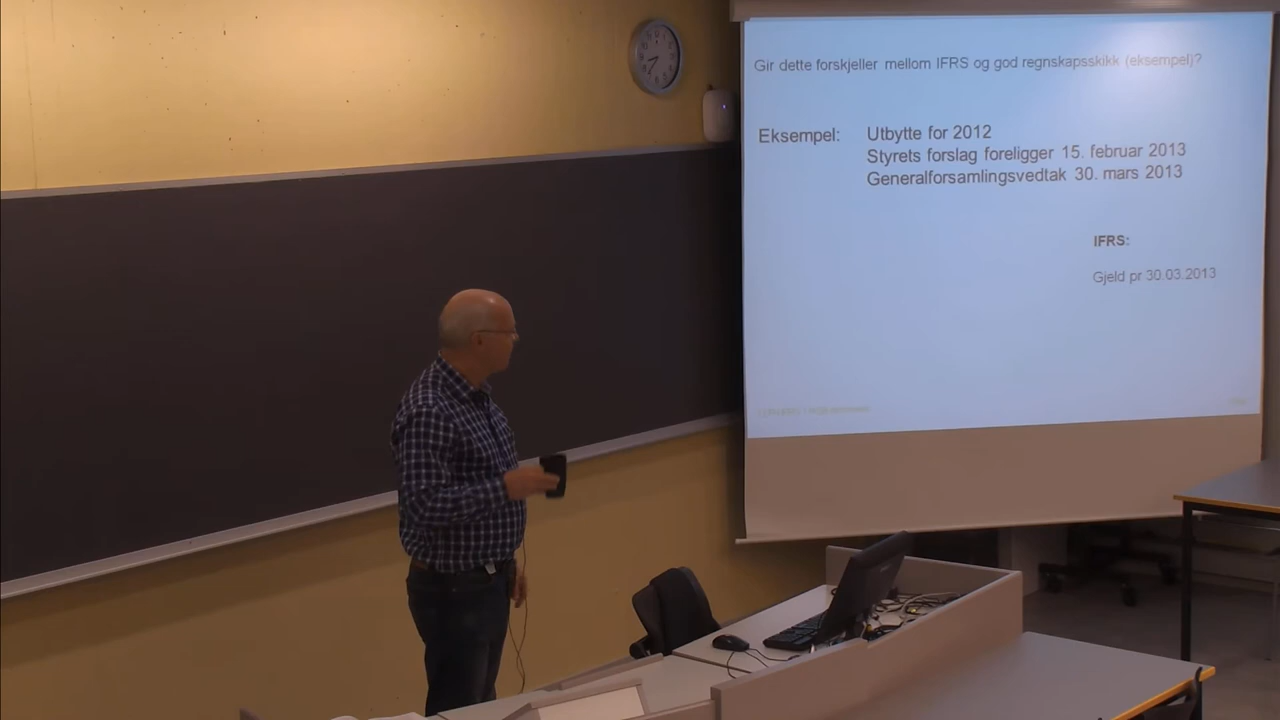 Gir dette forskjeller mellom IFRS og god regnskapsskikk (eksempel)?
Eksempel: Utbytte for 2012
Styrets forslag foreligger 15. februar 2013
Generalforsamlingsvedtak 30. mars 2013
IFRS:
Gjeld pr 30.03.2013